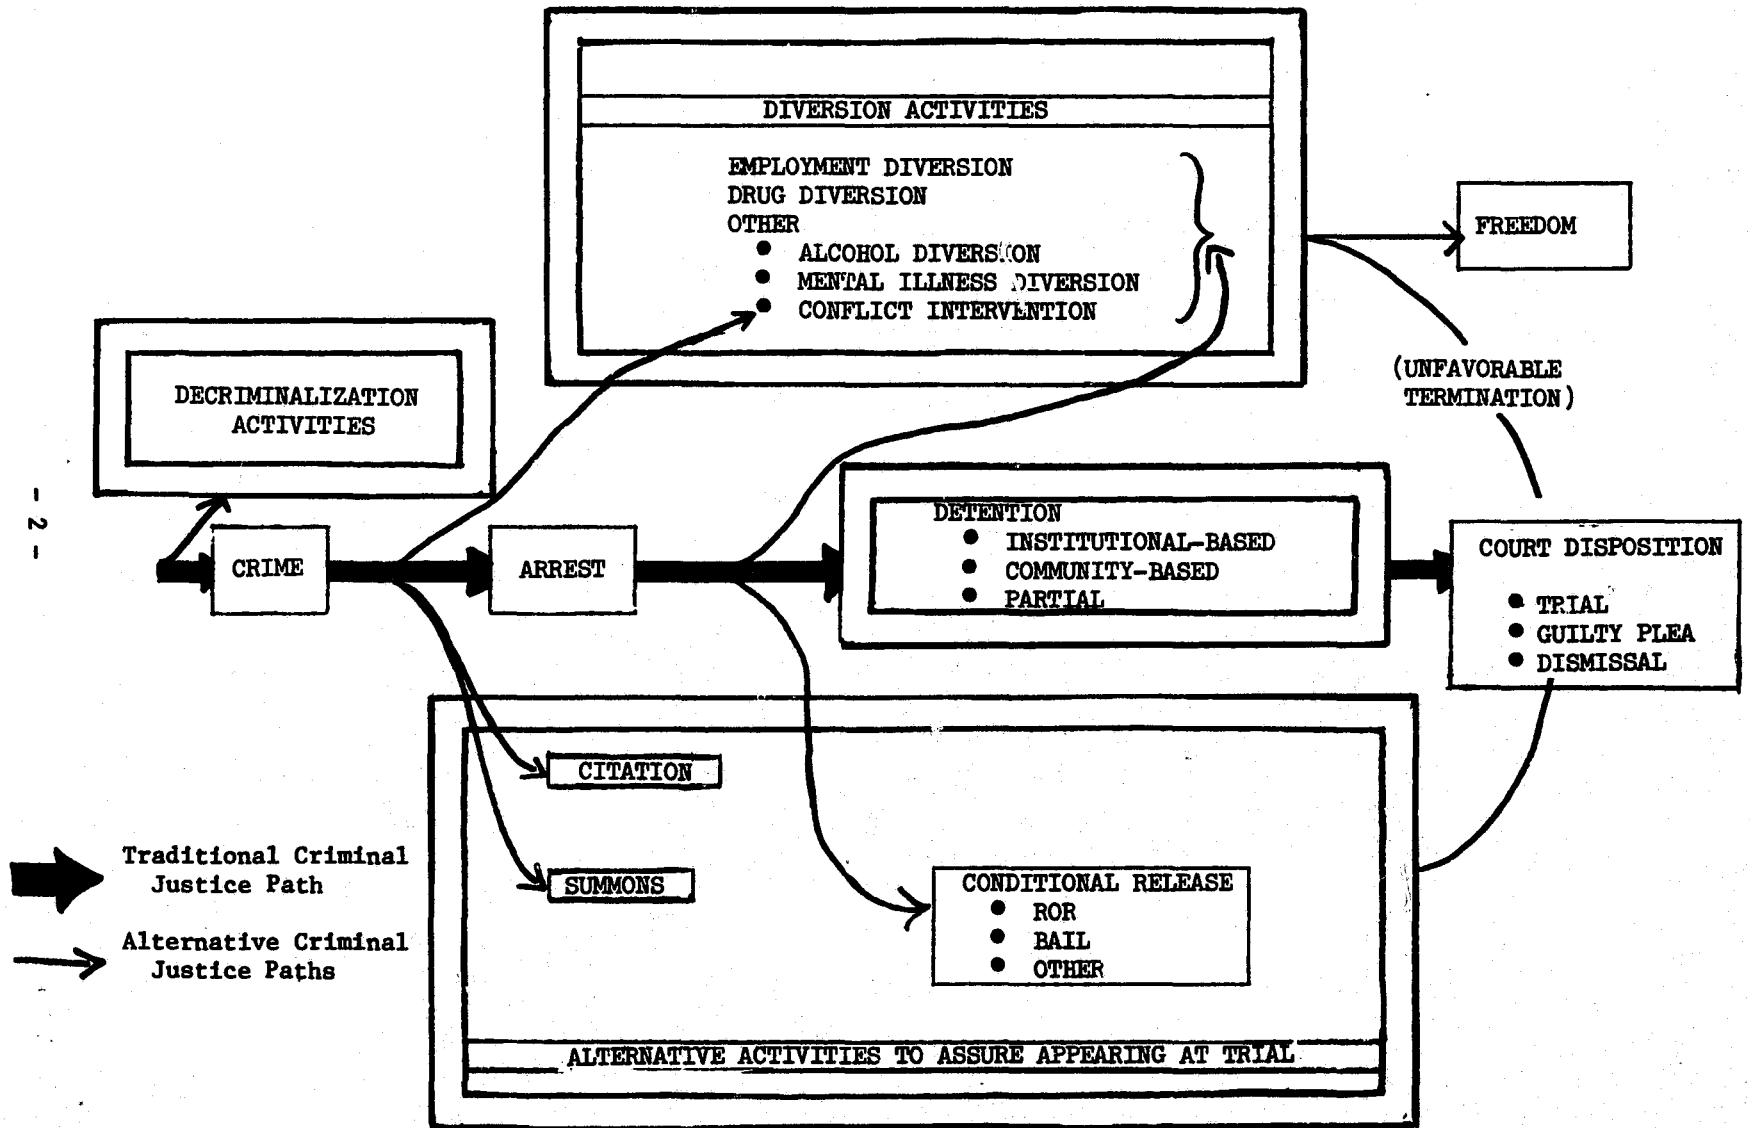 DIVERSION ACTIVITIES
EMPLOYMENT DIVERSION
DRUG DIVERSION
OTHER
● ALCOHOL DIVERSION
● MENTAL ILLNESS DIVERSION
● CONFLICT INTERVENTION
FREEDOM
(UNFAVORABLE
TERMINATION)
DECRIMINALIZATION
ACTIVITIES
- 2 -
CRIME
ARREST
DETENTION
● INSTITUTIONAL-BASED
● COMMUNITY-BASED
● PARTIAL
COURT DISPOSITION
● TRIAL
● GUILTY PLEA
● DISMISSAL
CITATION
SUMMONS
CONDITIONAL RELEASE
● ROR
● BAIL
● OTHER
ALTERNATIVE ACTIVITIES TO ASSURE APPEARING AT TRIAL
Traditional Criminal
Justice Path
Alternative Criminal
Justice Paths